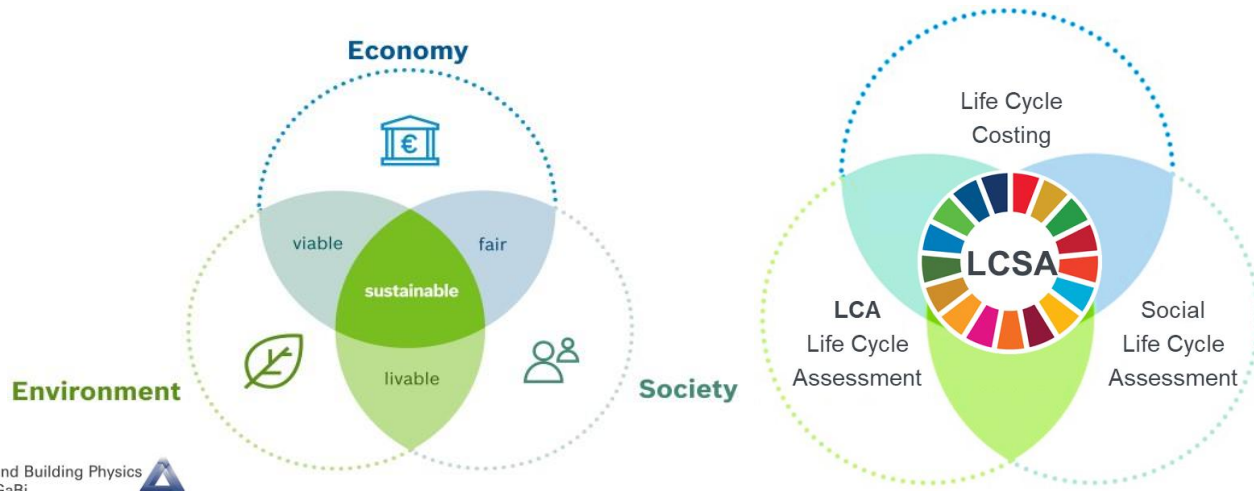 Economy
€
viable
fair
sustainable
livable
Environment
Society
nd Building Physics
GaBi
Life Cycle
Costing
LCSA
LCA
Life Cycle
Assessment
Social
Life Cycle
Assessment